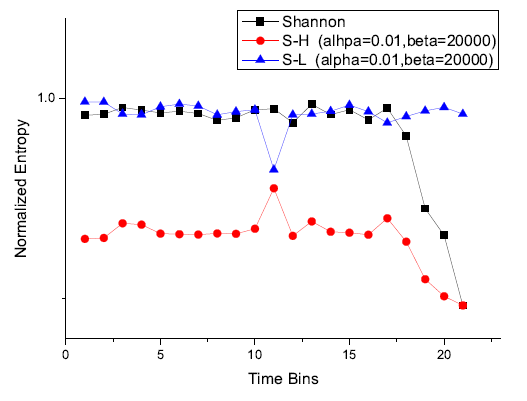 Shannon
S-H (alhpa=0.01,beta=20000)
S-L (alpha=0.01,beta=20000)
1.0
Normalized Entropy
0 5 10 15 20
Time Bins